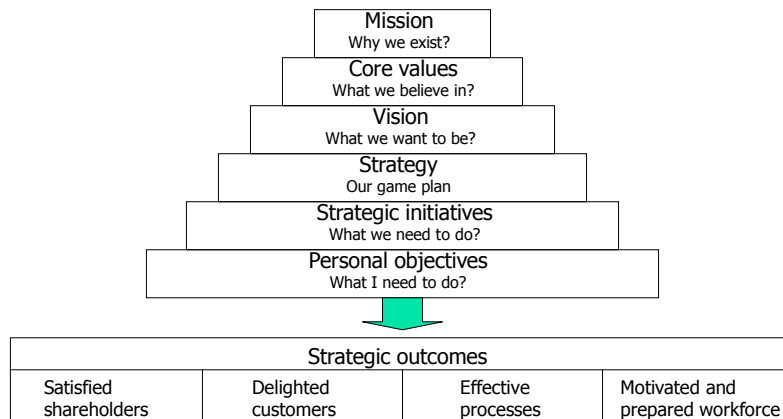 Mission
Why we exist?
Core values
What we believe in?
Vision
What we want to be?
Strategy
Our game plan
Strategic initiatives
What we need to do?
Personal objectives
What I need to do?
Strategic outcomes
Satisfied
shareholders
Delighted
customers
Effective
processes
Motivated and
prepared workforce